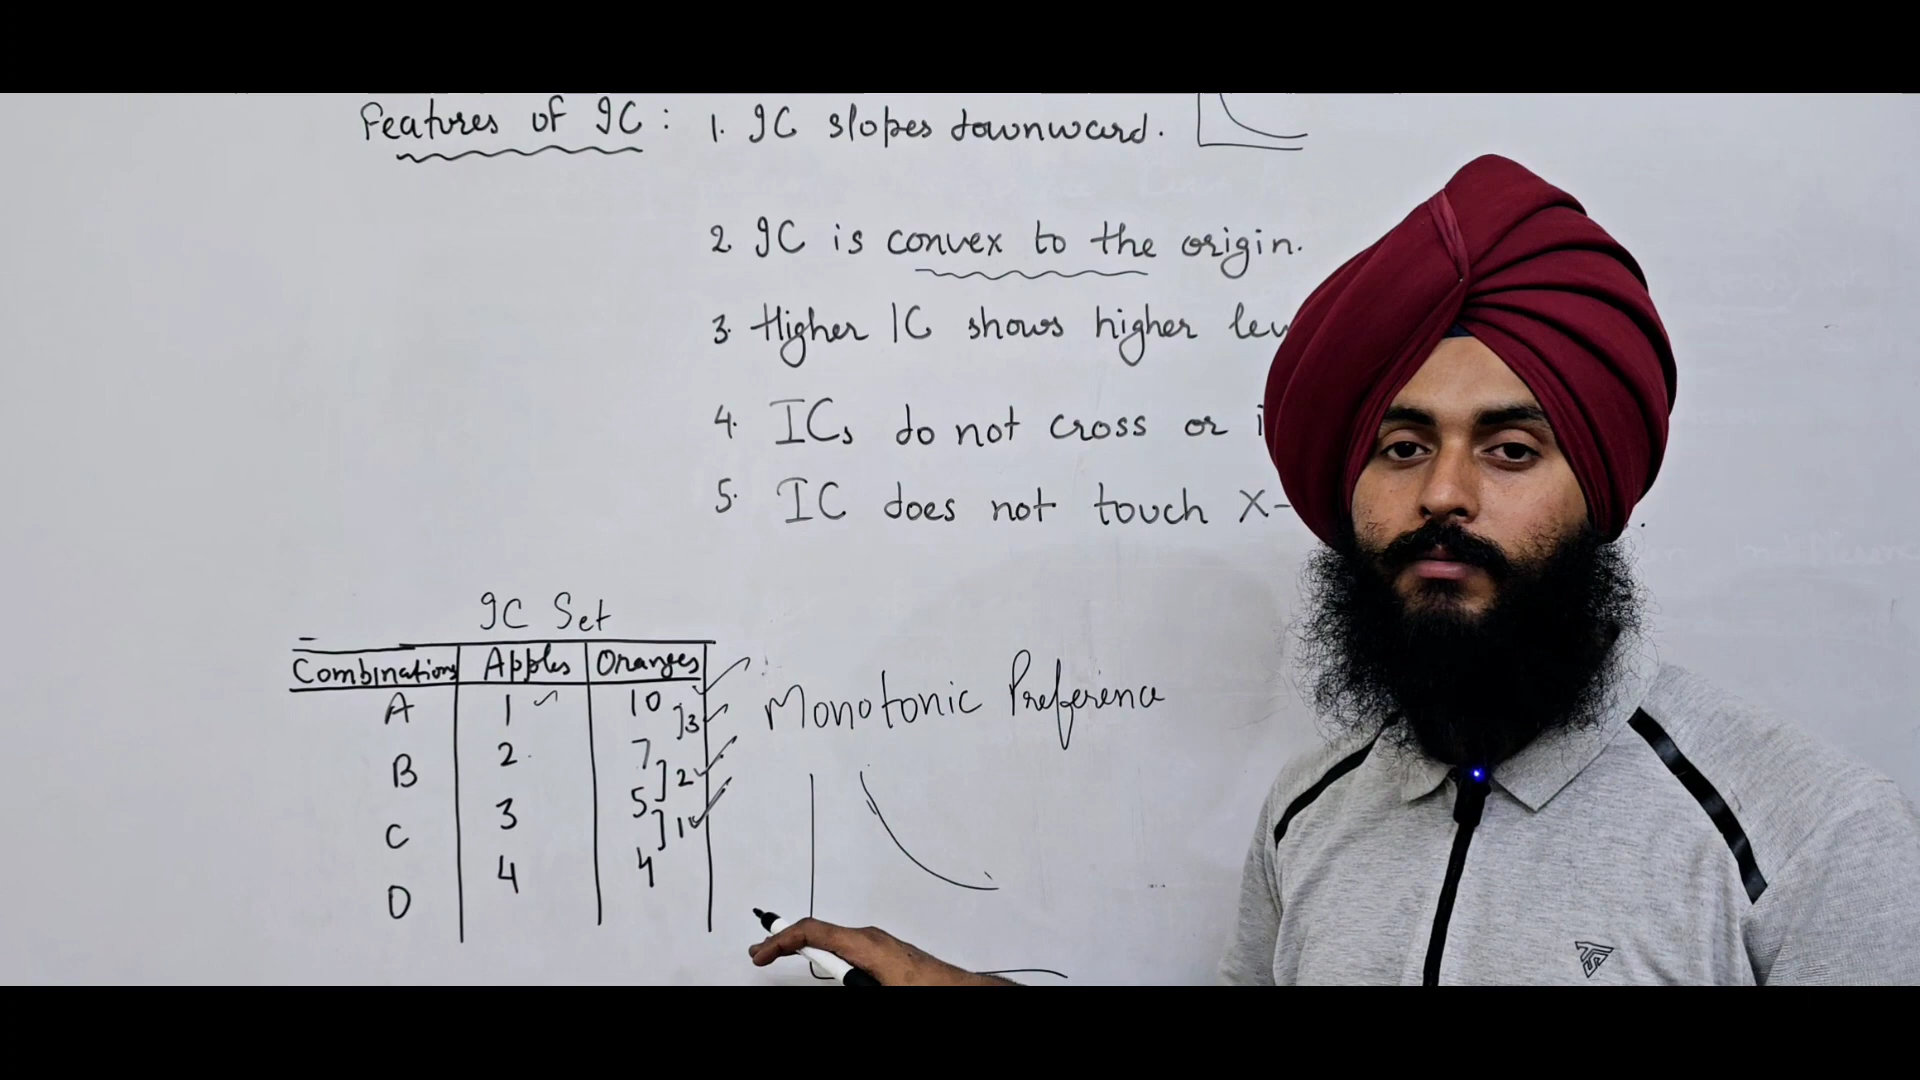 Features of IC : 1. IC slopes downward.
2 IC is convex to the origin.
3. Higher IC shows higher
4. ICs do not cross or
5. IC does not touch X-
IC Set
Combinations Apples Oranges
A 1 10
]3
B 2 7
]2
C 3 5
]1
D 4 4
Monotonic Preference